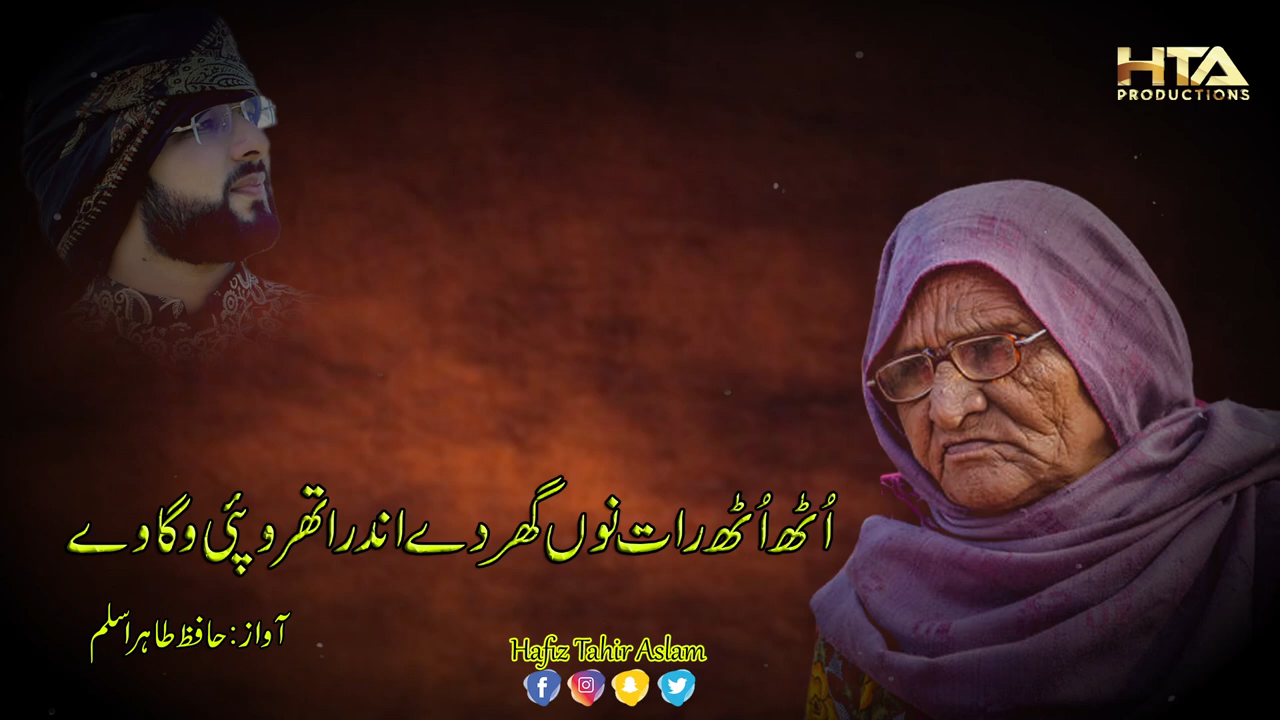 HTA
PRODUCTIONS
اُٹھ اُٹھ رات نوں گھر دے اندر اتھرو پئی وگاوے
آواز: حافظ طاہر اسلم
Hafiz Tahir Aslam